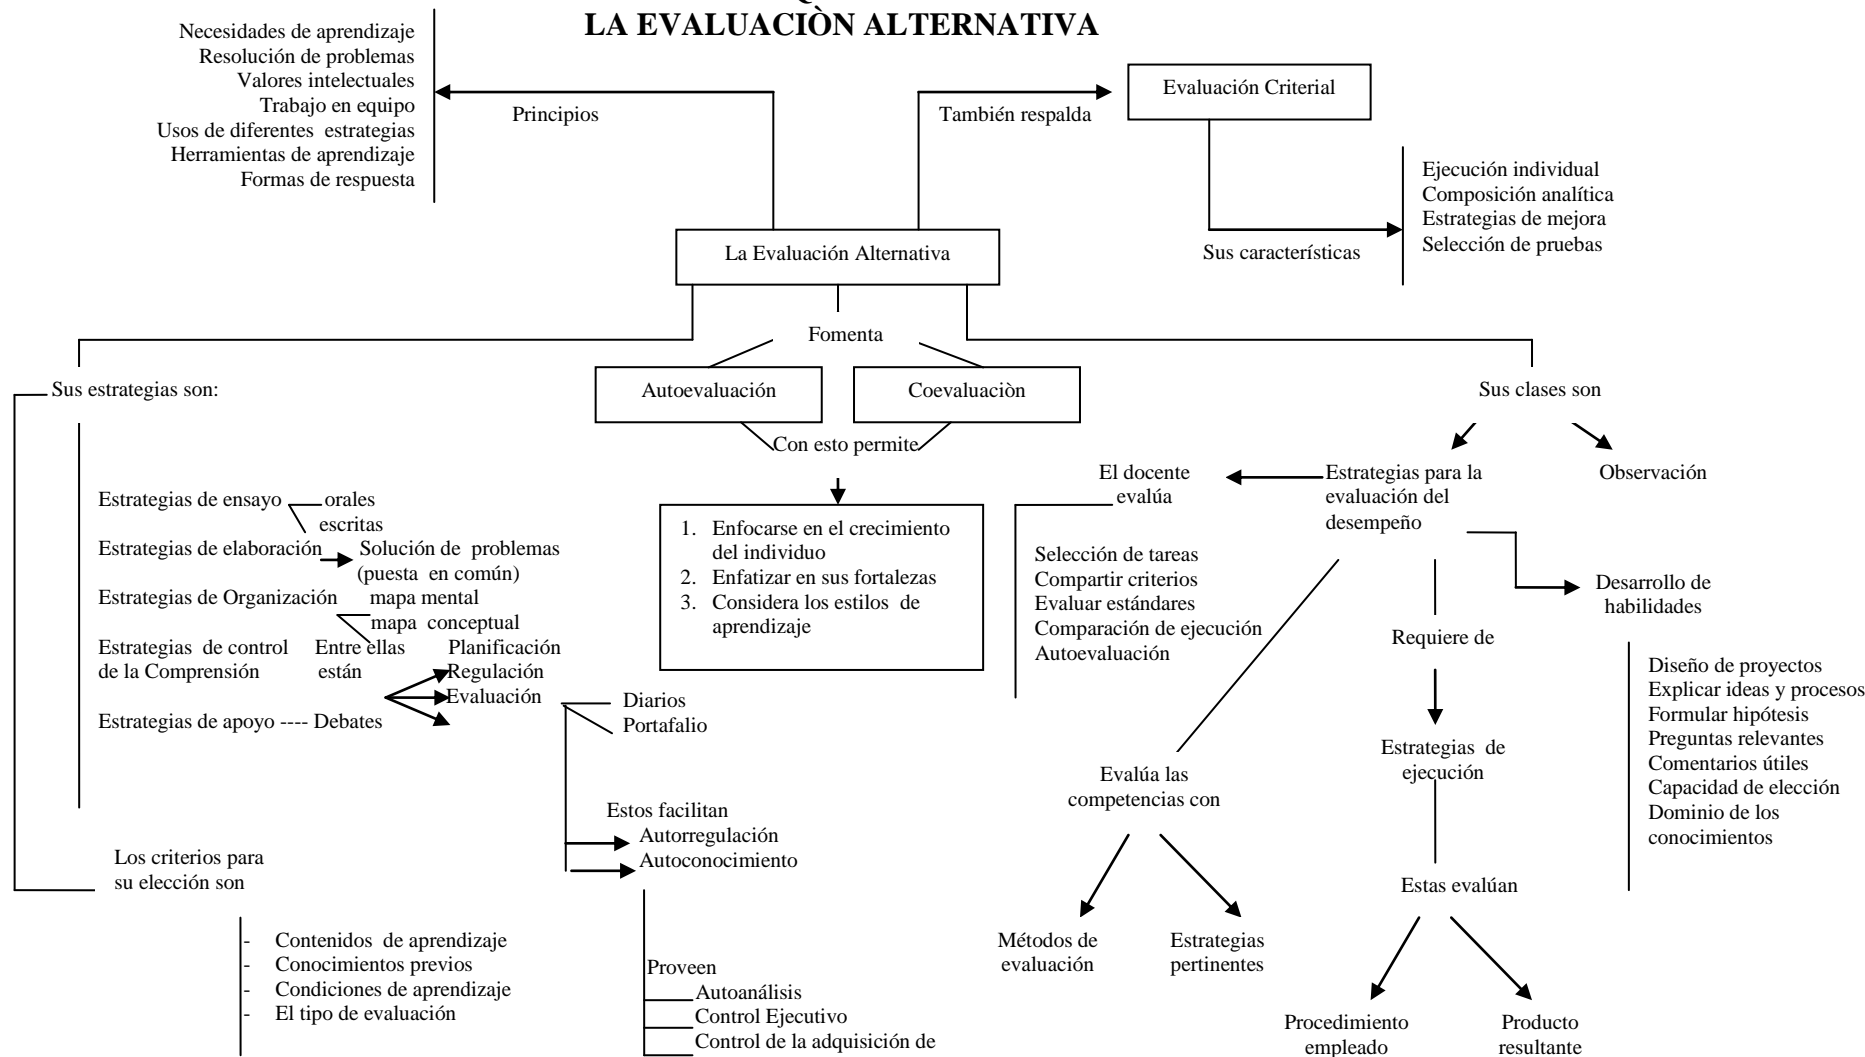 LA EVALUACIÒN ALTERNATIVA
Necesidades de aprendizaje
Resolución de problemas
Valores intelectuales
Trabajo en equipo
Usos de diferentes estrategias
Herramientas de aprendizaje
Formas de respuesta
Principios
También respalda
Evaluación Criterial
Ejecución individual
Composición analítica
Estrategias de mejora
Selección de pruebas
Sus características
La Evaluación Alternativa
Fomenta
Autoevaluación
Coevaluaciòn
Con esto permite
1. Enfocarse en el crecimiento
del individuo
2. Enfatizar en sus fortalezas
3. Considera los estilos de
aprendizaje
Sus estrategias son:
Estrategias de ensayo
orales
escritas
Estrategias de elaboración
Solución de problemas
(puesta en común)
Estrategias de Organización
mapa mental
mapa conceptual
Estrategias de control
de la Comprensión
Entre ellas
están
Planificación
Regulación
Evaluación
Estrategias de apoyo ---- Debates
Diarios
Portafalio
Estos facilitan
Autorregulación
Autoconocimiento
Proveen
Autoanálisis
Control Ejecutivo
Control de la adquisición de
Los criterios para
su elección son
- Contenidos de aprendizaje
- Conocimientos previos
- Condiciones de aprendizaje
- El tipo de evaluación
Sus clases son
Observación
Estrategias para la
evaluación del
desempeño
El docente
evalúa
Selección de tareas
Compartir criterios
Evaluar estándares
Comparación de ejecución
Autoevaluación
Evalúa las
competencias con
Métodos de
evaluación
Estrategias
pertinentes
Requiere de
Estrategias de
ejecución
Estas evalúan
Procedimiento
empleado
Producto
resultante
Desarrollo de
habilidades
Diseño de proyectos
Explicar ideas y procesos
Formular hipótesis
Preguntas relevantes
Comentarios útiles
Capacidad de elección
Dominio de los
conocimientos